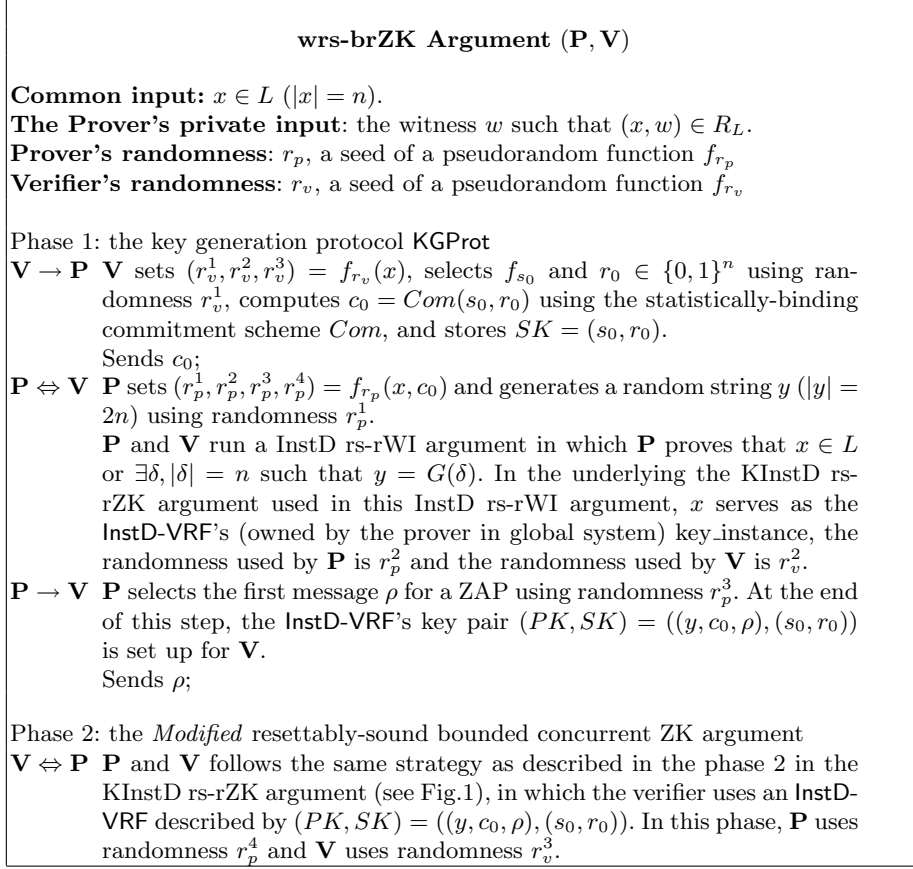 wrs-brZK Argument (P, V)
Common input: x ∈ L (|x| = n).
The Prover's private input: the witness w such that (x, w) ∈ R_L.
Prover's randomness: r_p, a seed of a pseudorandom function f_{r_p}
Verifier's randomness: r_v, a seed of a pseudorandom function f_{r_v}
Phase 1: the key generation protocol KGProt
V → P V sets (r_v^1, r_v^2, r_v^3) = f_{r_v}(x), selects f_{s_0} and r_0 ∈ {0, 1}^n using ran-
domness r_v^1, computes c_0 = Com(s_0, r_0) using the statistically-binding
commitment scheme Com, and stores SK = (s_0, r_0).
Sends c_0;
P ⇔ V P sets (r_p^1, r_p^2, r_p^3, r_p^4) = f_{r_p}(x, c_0) and generates a random string y (|y| =
2n) using randomness r_p^1.
P and V run a InstD rs-rWI argument in which P proves that x ∈ L
or ∃δ, |δ| = n such that y = G(δ). In the underlying the KInstD rs-
rZK argument used in this InstD rs-rWI argument, x serves as the
InstD-VRF's (owned by the prover in global system) key_instance, the
randomness used by P is r_p^2 and the randomness used by V is r_v^2.
P → V P selects the first message ρ for a ZAP using randomness r_p^3. At the end
of this step, the InstD-VRF's key pair (PK, SK) = ((y, c_0, ρ), (s_0, r_0))
is set up for V.
Sends ρ;
Phase 2: the Modified resettably-sound bounded concurrent ZK argument
V ⇔ P P and V follows the same strategy as described in the phase 2 in the
KInstD rs-rZK argument (see Fig.1), in which the verifier uses an InstD-
VRF described by (PK, SK) = ((y, c_0, ρ), (s_0, r_0)). In this phase, P uses
randomness r_p^4 and V uses randomness r_v^3.